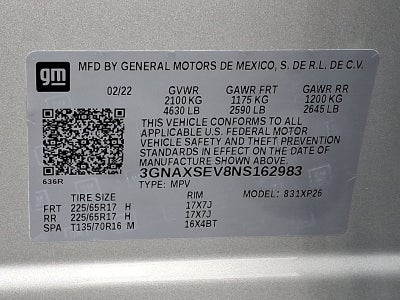 gm MFD BY GENERAL MOTORS DE MEXICO, S. DE R.L. DE C.V.
02/22 GVWR GAWR FRT GAWR RR
2100 KG 1175 KG 1200 KG
4630 LB 2590 LB 2645 LB
THIS VEHICLE CONFORMS TO ALL
APPLICABLE U.S. FEDERAL MOTOR
VEHICLE SAFETY AND THEFT PREVENTION
STANDARDS IN EFFECT ON THE DATE OF
MANUFACTURE SHOWN ABOVE.
636R 3GNAXSEV8NS162983
TYPE: MPV MODEL: 831XP26
TIRE SIZE RIM
FRT 225/65R17 H 17X7J
RR 225/65R17 H 17X7J
SPA T135/70R16 M 16X4BT